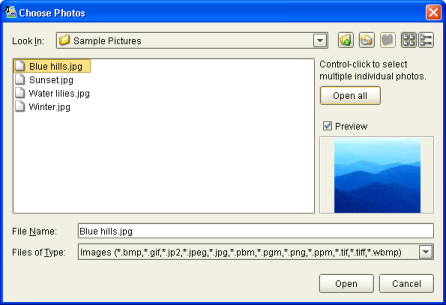 Choose Photos
Look In: Sample Pictures
Blue hills.jpg
Sunset.jpg
Water lilies.jpg
Winter.jpg
Control-click to select
multiple individual photos.
Open all
Preview
File Name: Blue hills.jpg
Files of Type: Images (*.bmp,*.gif,*.jp2,*.jpeg,*.jpg,*.pbm,*.pgm,*.png,*.ppm,*.tif,*.tiff,*.wbmp)
Open Cancel